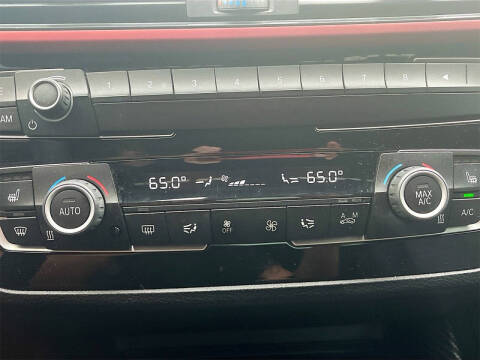 1 2 3 4 5 6 7 8
AM
65.0° 65.0°
AUTO
MAX A/C
OFF
A M
A/C